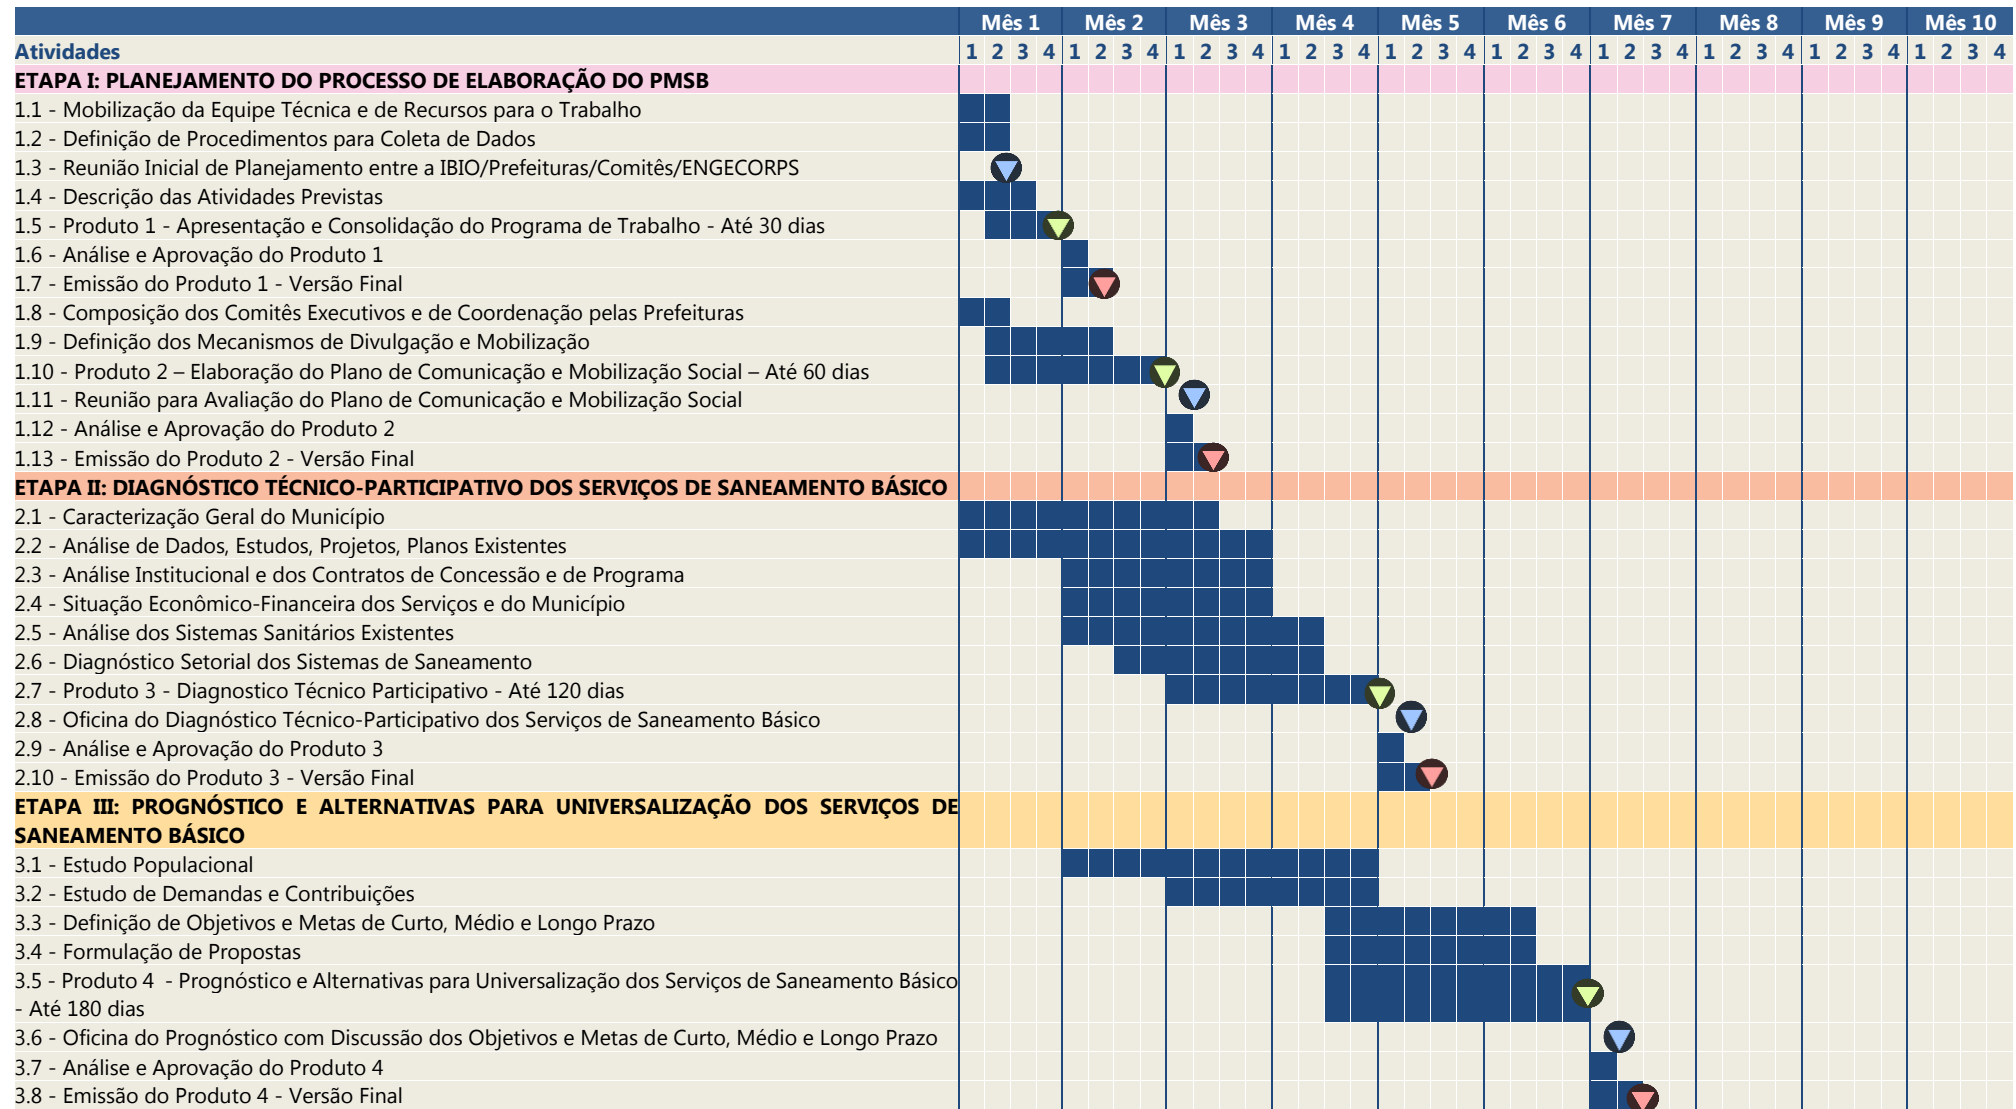 Mês 1 Mês 2 Mês 3 Mês 4 Mês 5 Mês 6 Mês 7 Mês 8 Mês 9 Mês 10
Atividades 1 2 3 4 1 2 3 4 1 2 3 4 1 2 3 4 1 2 3 4 1 2 3 4 1 2 3 4 1 2 3 4 1 2 3 4 1 2 3 4
ETAPA I: PLANEJAMENTO DO PROCESSO DE ELABORAÇÃO DO PMSB
1.1 - Mobilização da Equipe Técnica e de Recursos para o Trabalho
1.2 - Definição de Procedimentos para Coleta de Dados
1.3 - Reunião Inicial de Planejamento entre a IBIO/Prefeituras/Comitês/ENGECORPS
1.4 - Descrição das Atividades Previstas
1.5 - Produto 1 - Apresentação e Consolidação do Programa de Trabalho - Até 30 dias
1.6 - Análise e Aprovação do Produto 1
1.7 - Emissão do Produto 1 - Versão Final
1.8 - Composição dos Comitês Executivos e de Coordenação pelas Prefeituras
1.9 - Definição dos Mecanismos de Divulgação e Mobilização
1.10 - Produto 2 – Elaboração do Plano de Comunicação e Mobilização Social – Até 60 dias
1.11 - Reunião para Avaliação do Plano de Comunicação e Mobilização Social
1.12 - Análise e Aprovação do Produto 2
1.13 - Emissão do Produto 2 - Versão Final
ETAPA II: DIAGNÓSTICO TÉCNICO-PARTICIPATIVO DOS SERVIÇOS DE SANEAMENTO BÁSICO
2.1 - Caracterização Geral do Município
2.2 - Análise de Dados, Estudos, Projetos, Planos Existentes
2.3 - Análise Institucional e dos Contratos de Concessão e de Programa
2.4 - Situação Econômico-Financeira dos Serviços e do Município
2.5 - Análise dos Sistemas Sanitários Existentes
2.6 - Diagnóstico Setorial dos Sistemas de Saneamento
2.7 - Produto 3 - Diagnostico Técnico Participativo - Até 120 dias
2.8 - Oficina do Diagnóstico Técnico-Participativo dos Serviços de Saneamento Básico
2.9 - Análise e Aprovação do Produto 3
2.10 - Emissão do Produto 3 - Versão Final
ETAPA III: PROGNÓSTICO E ALTERNATIVAS PARA UNIVERSALIZAÇÃO DOS SERVIÇOS DE
SANEAMENTO BÁSICO
3.1 - Estudo Populacional
3.2 - Estudo de Demandas e Contribuições
3.3 - Definição de Objetivos e Metas de Curto, Médio e Longo Prazo
3.4 - Formulação de Propostas
3.5 - Produto 4 - Prognóstico e Alternativas para Universalização dos Serviços de Saneamento Básico
- Até 180 dias
3.6 - Oficina do Prognóstico com Discussão dos Objetivos e Metas de Curto, Médio e Longo Prazo
3.7 - Análise e Aprovação do Produto 4
3.8 - Emissão do Produto 4 - Versão Final